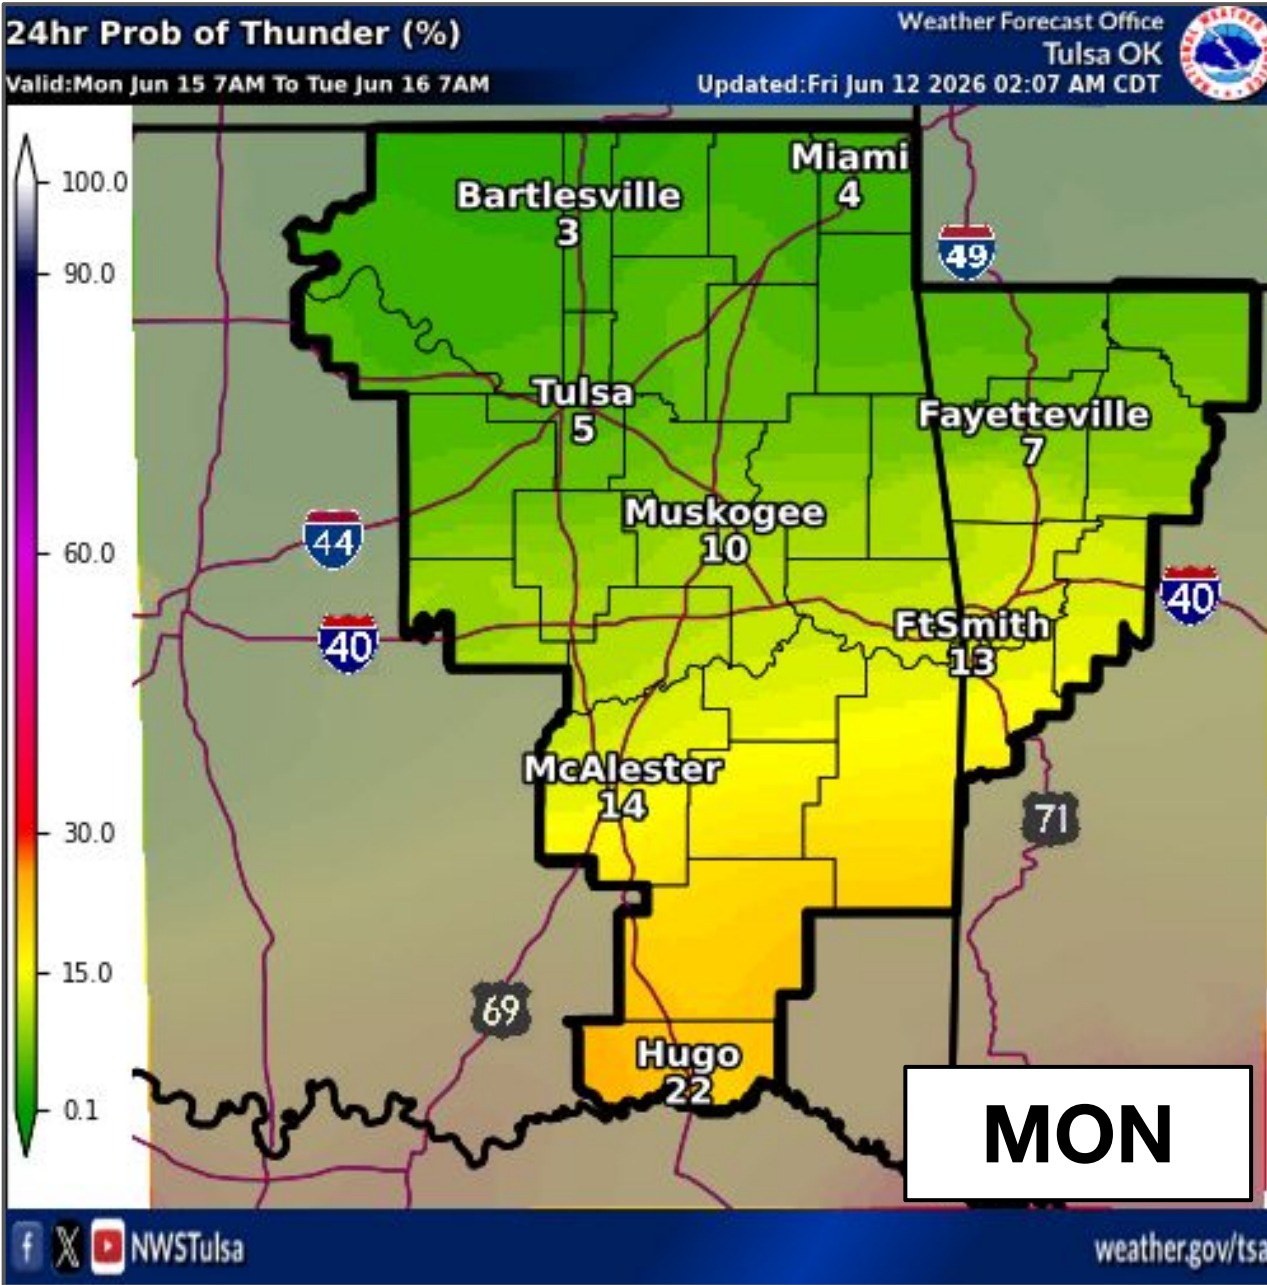 24hr Prob of Thunder (%)
Weather Forecast Office
Tulsa OK
Valid:Mon Jun 15 7AM To Tue Jun 16 7AM
Updated:Fri Jun 12 2026 02:07 AM CDT
100.0
90.0
60.0
30.0
15.0
0.1
Miami
4
Bartlesville
3
49
Tulsa
5
Fayetteville
7
Muskogee
10
44
40
40
FtSmith
13
McAlester
14
71
69
Hugo
22
MON
NWSTulsa
weather.gov/tsa